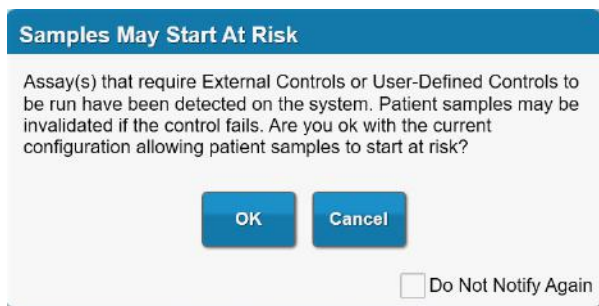 Samples May Start At Risk
Assay(s) that require External Controls or User-Defined Controls to
be run have been detected on the system. Patient samples may be
invalidated if the control fails. Are you ok with the current
configuration allowing patient samples to start at risk?
OK
Cancel
Do Not Notify Again